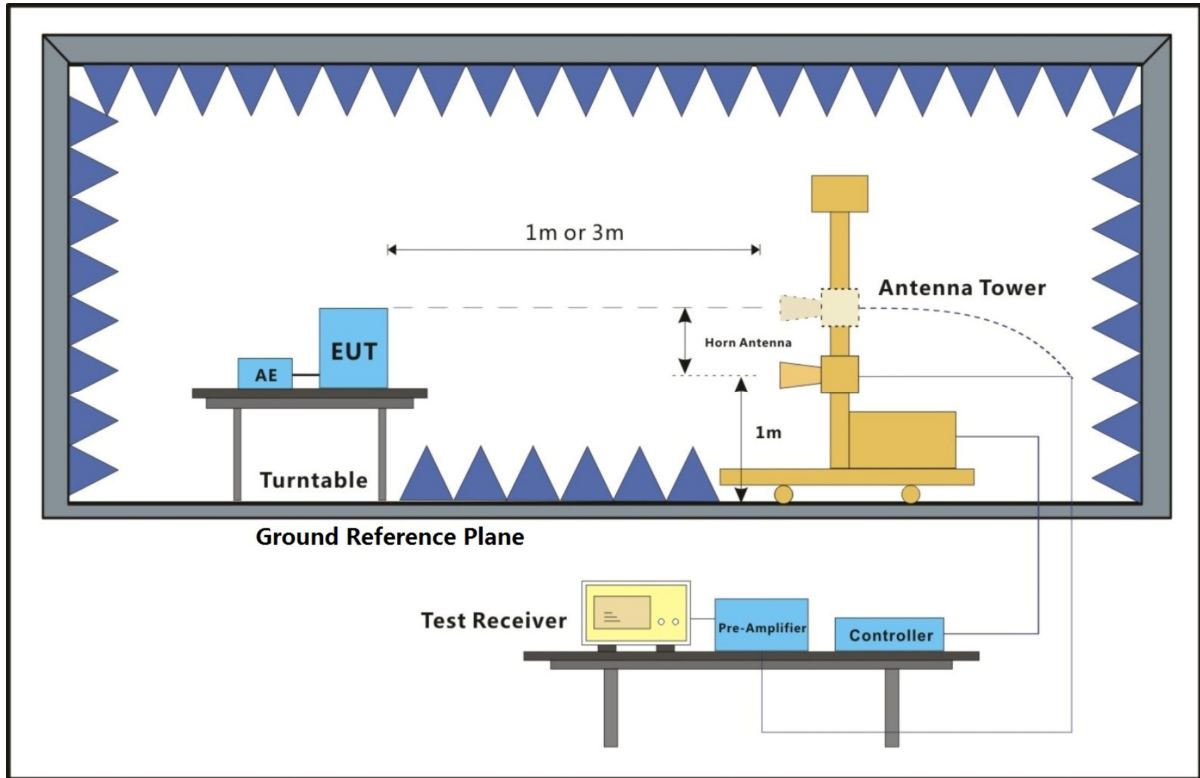 1m or 3m
Antenna Tower
Horn Antenna
EUT
AE
1m
Turntable
Ground Reference Plane
Test Receiver
Pre-Amplifier
Controller